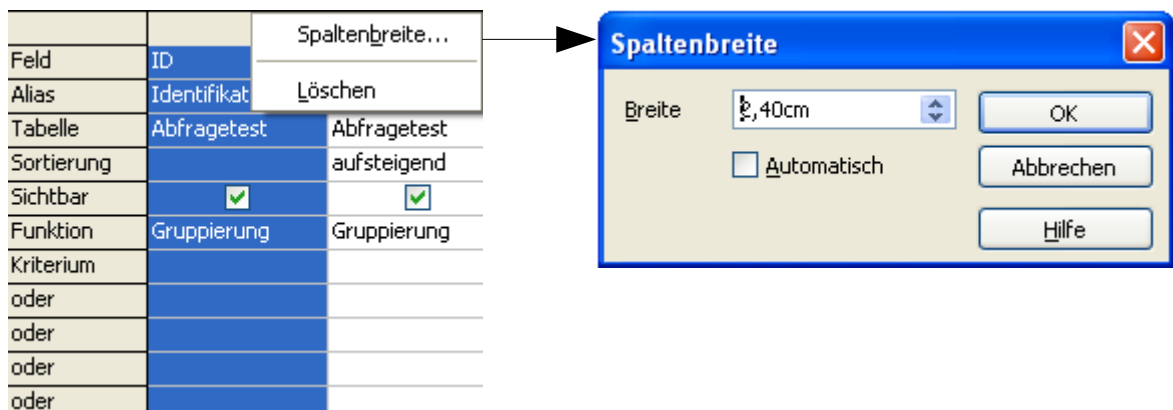 Spaltenbreite...
Löschen
Feld ID
Alias Identifikat
Tabelle Abfragetest Abfragetest
Sortierung aufsteigend
Sichtbar
Funktion Gruppierung Gruppierung
Kriterium
oder
oder
oder
oder
Spaltenbreite
Breite 2,40cm OK
Automatisch Abbrechen
Hilfe